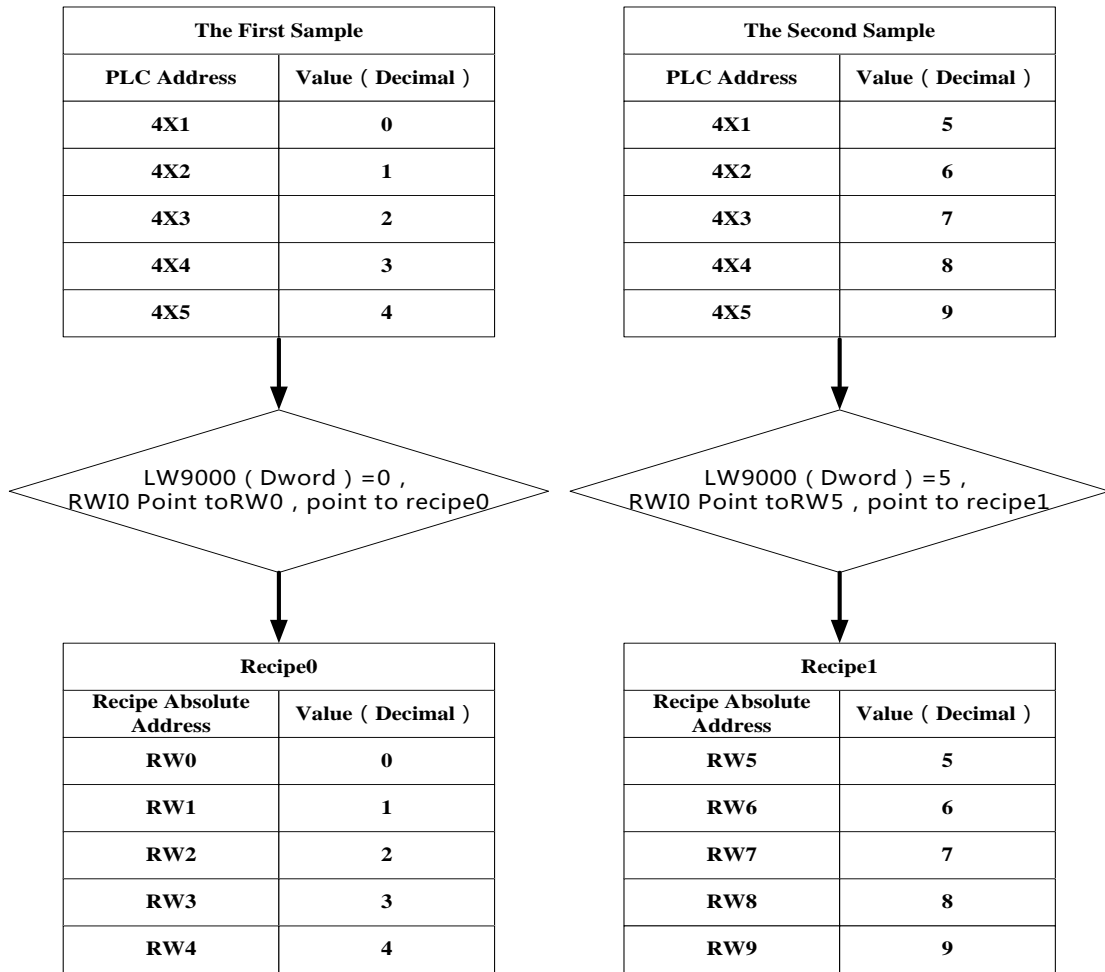 The First Sample
PLC Address Value ( Decimal )
4X1 0
4X2 1
4X3 2
4X4 3
4X5 4
LW9000 ( Dword ) =0 ,
RWI0 Point toRW0 , point to recipe0
Recipe0
Recipe Absolute
Address
Value ( Decimal )
RW0 0
RW1 1
RW2 2
RW3 3
RW4 4
The Second Sample
PLC Address Value ( Decimal )
4X1 5
4X2 6
4X3 7
4X4 8
4X5 9
LW9000 ( Dword ) =5 ,
RWI0 Point toRW5 , point to recipe1
Recipe1
Recipe Absolute
Address
Value ( Decimal )
RW5 5
RW6 6
RW7 7
RW8 8
RW9 9